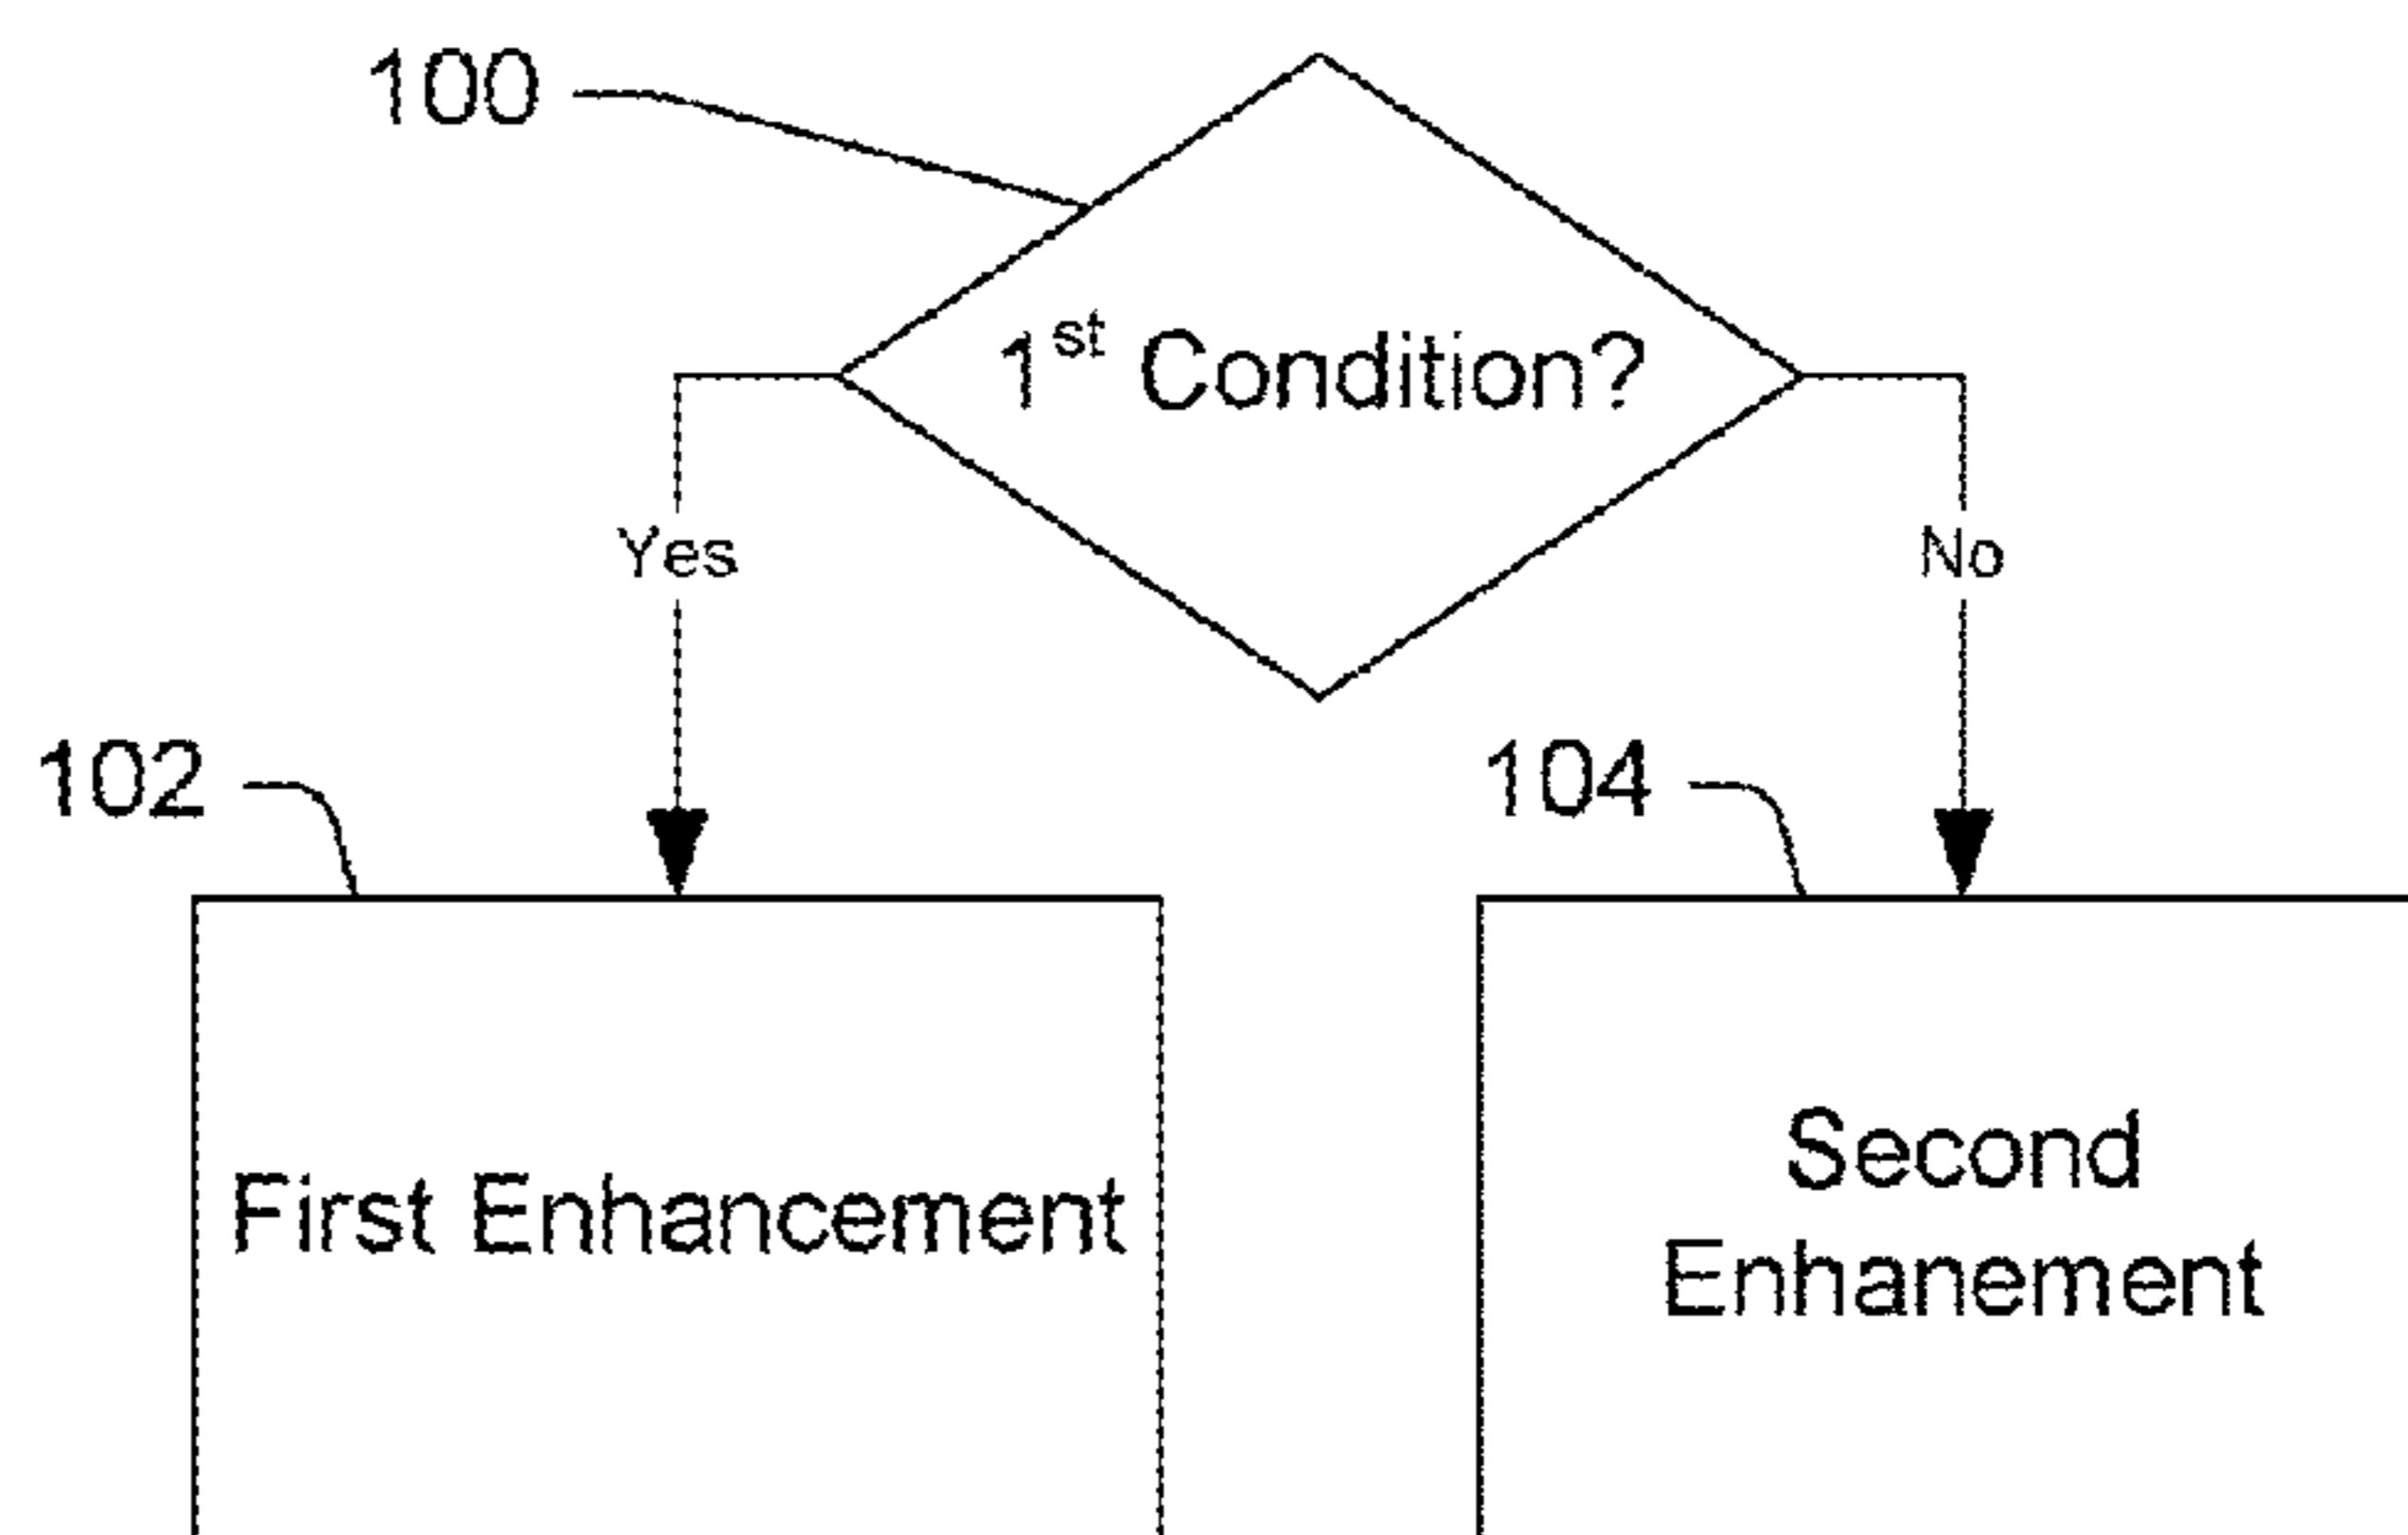 100
1st Condition?
Yes
No
102
104
First Enhancement
Second
Enhanement